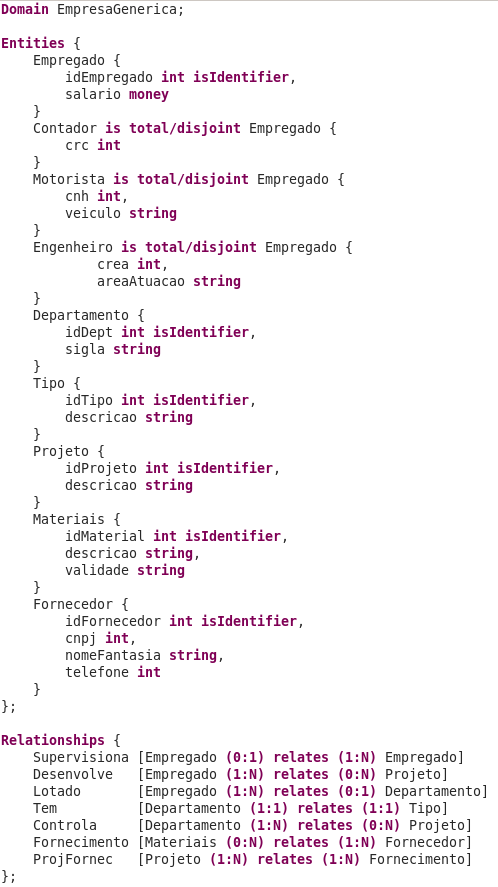 Domain EmpresaGenerica;

Entities {
    Empregado {
        idEmpregado int isIdentifier,
        salario money
    }
    Contador is total/disjoint Empregado {
        crc int
    }
    Motorista is total/disjoint Empregado {
        cnh int,
        veiculo string
    }
    Engenheiro is total/disjoint Empregado {
            crea int,
            areaAtuacao string
    }
    Departamento {
        idDept int isIdentifier,
        sigla string
    }
    Tipo {
        idTipo int isIdentifier,
        descricao string
    }
    Projeto {
        idProjeto int isIdentifier,
        descricao string
    }
    Materiais {
        idMaterial int isIdentifier,
        descricao string,
        validade string
    }
    Fornecedor {
        idFornecedor int isIdentifier,
        cnpj int,
        nomeFantasia string,
        telefone int
    }
};

Relationships {
    Supervisiona [Empregado (0:1) relates (1:N) Empregado]
    Desenvolve   [Empregado (1:N) relates (0:N) Projeto]
    Lotado       [Empregado (1:N) relates (0:1) Departamento]
    Tem          [Departamento (1:1) relates (1:1) Tipo]
    Controla     [Departamento (1:N) relates (0:N) Projeto]
    Fornecimento [Materiais (0:N) relates (1:N) Fornecedor]
    ProjFornec   [Projeto (1:N) relates (1:N) Fornecimento]
};